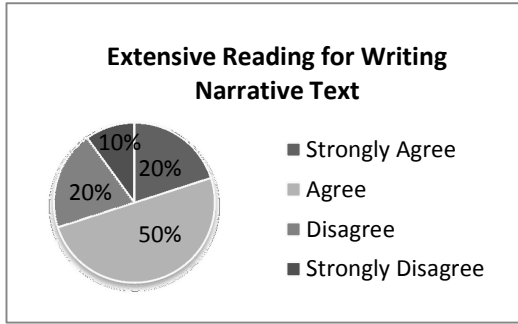 Extensive Reading for Writing
Narrative Text
10%
20%
20%
50%
Strongly Agree
Agree
Disagree
Strongly Disagree